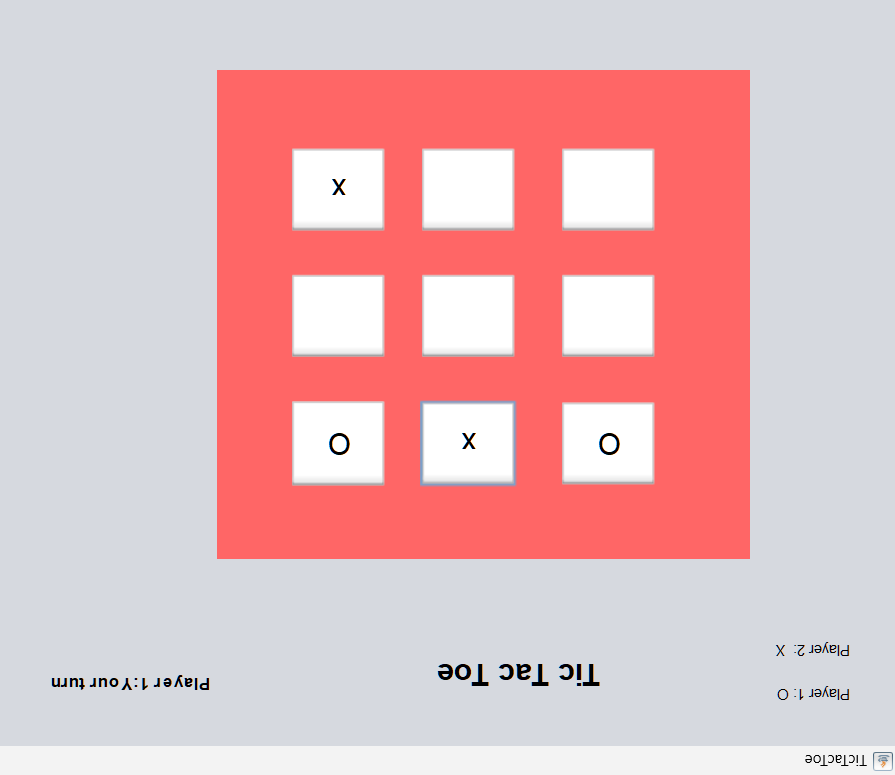 TicTacToe
Player 1: O
Player 2: X
Tic Tac Toe
Player 1:Your turn
O x O
x